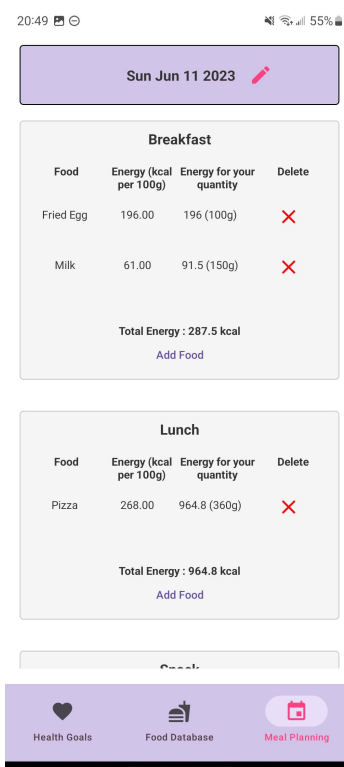 20:49 55%
Sun Jun 11 2023
Breakfast
Food Energy (kcal per 100g) Energy for your quantity Delete
Fried Egg 196.00 196 (100g)
Milk 61.00 91.5 (150g)
Total Energy : 287.5 kcal
Add Food
Lunch
Food Energy (kcal per 100g) Energy for your quantity Delete
Pizza 268.00 964.8 (360g)
Total Energy : 964.8 kcal
Add Food
Health Goals Food Database Meal Planning